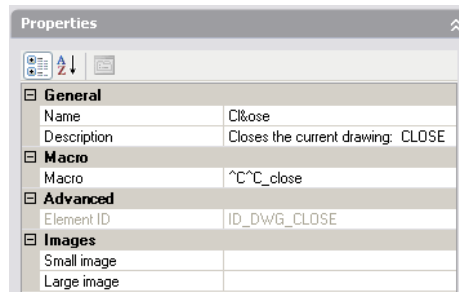 Properties
General
Name Cl&ose
Description Closes the current drawing: CLOSE
Macro
Macro ^C^C_close
Advanced
Element ID ID_DWG_CLOSE
Images
Small image
Large image